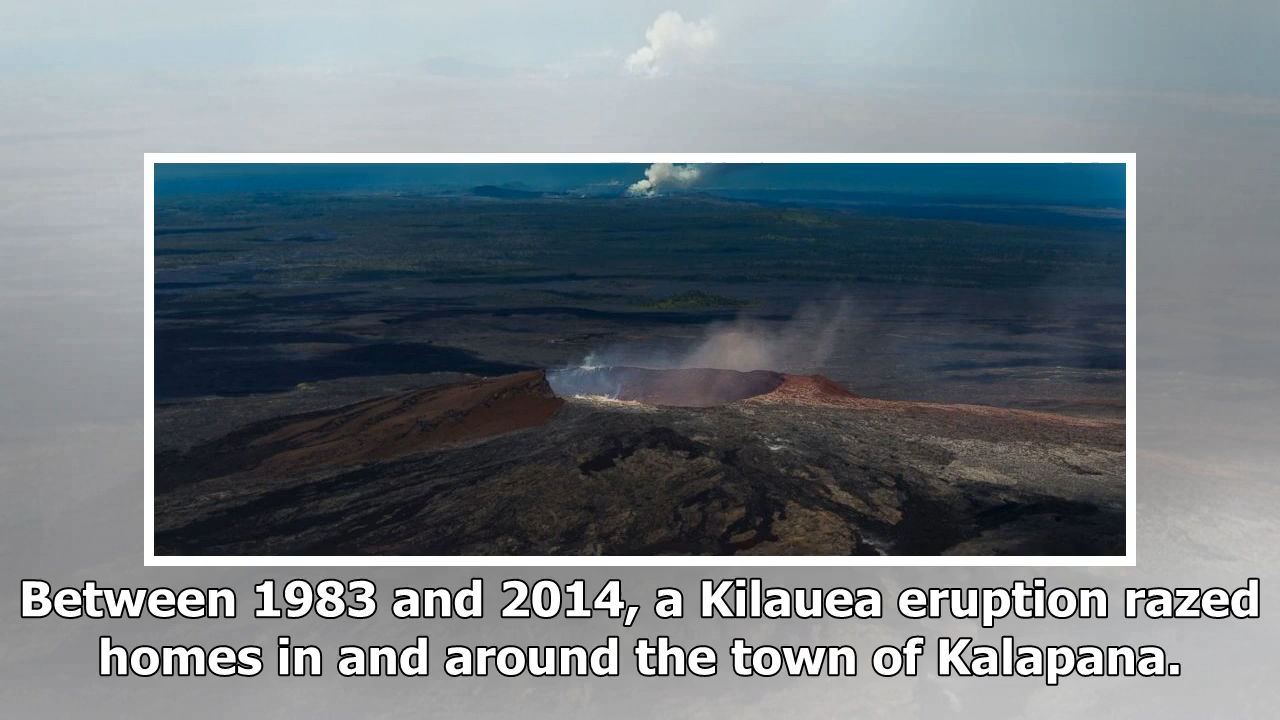 Between 1983 and 2014, a Kilauea eruption razed
homes in and around the town of Kalapana.